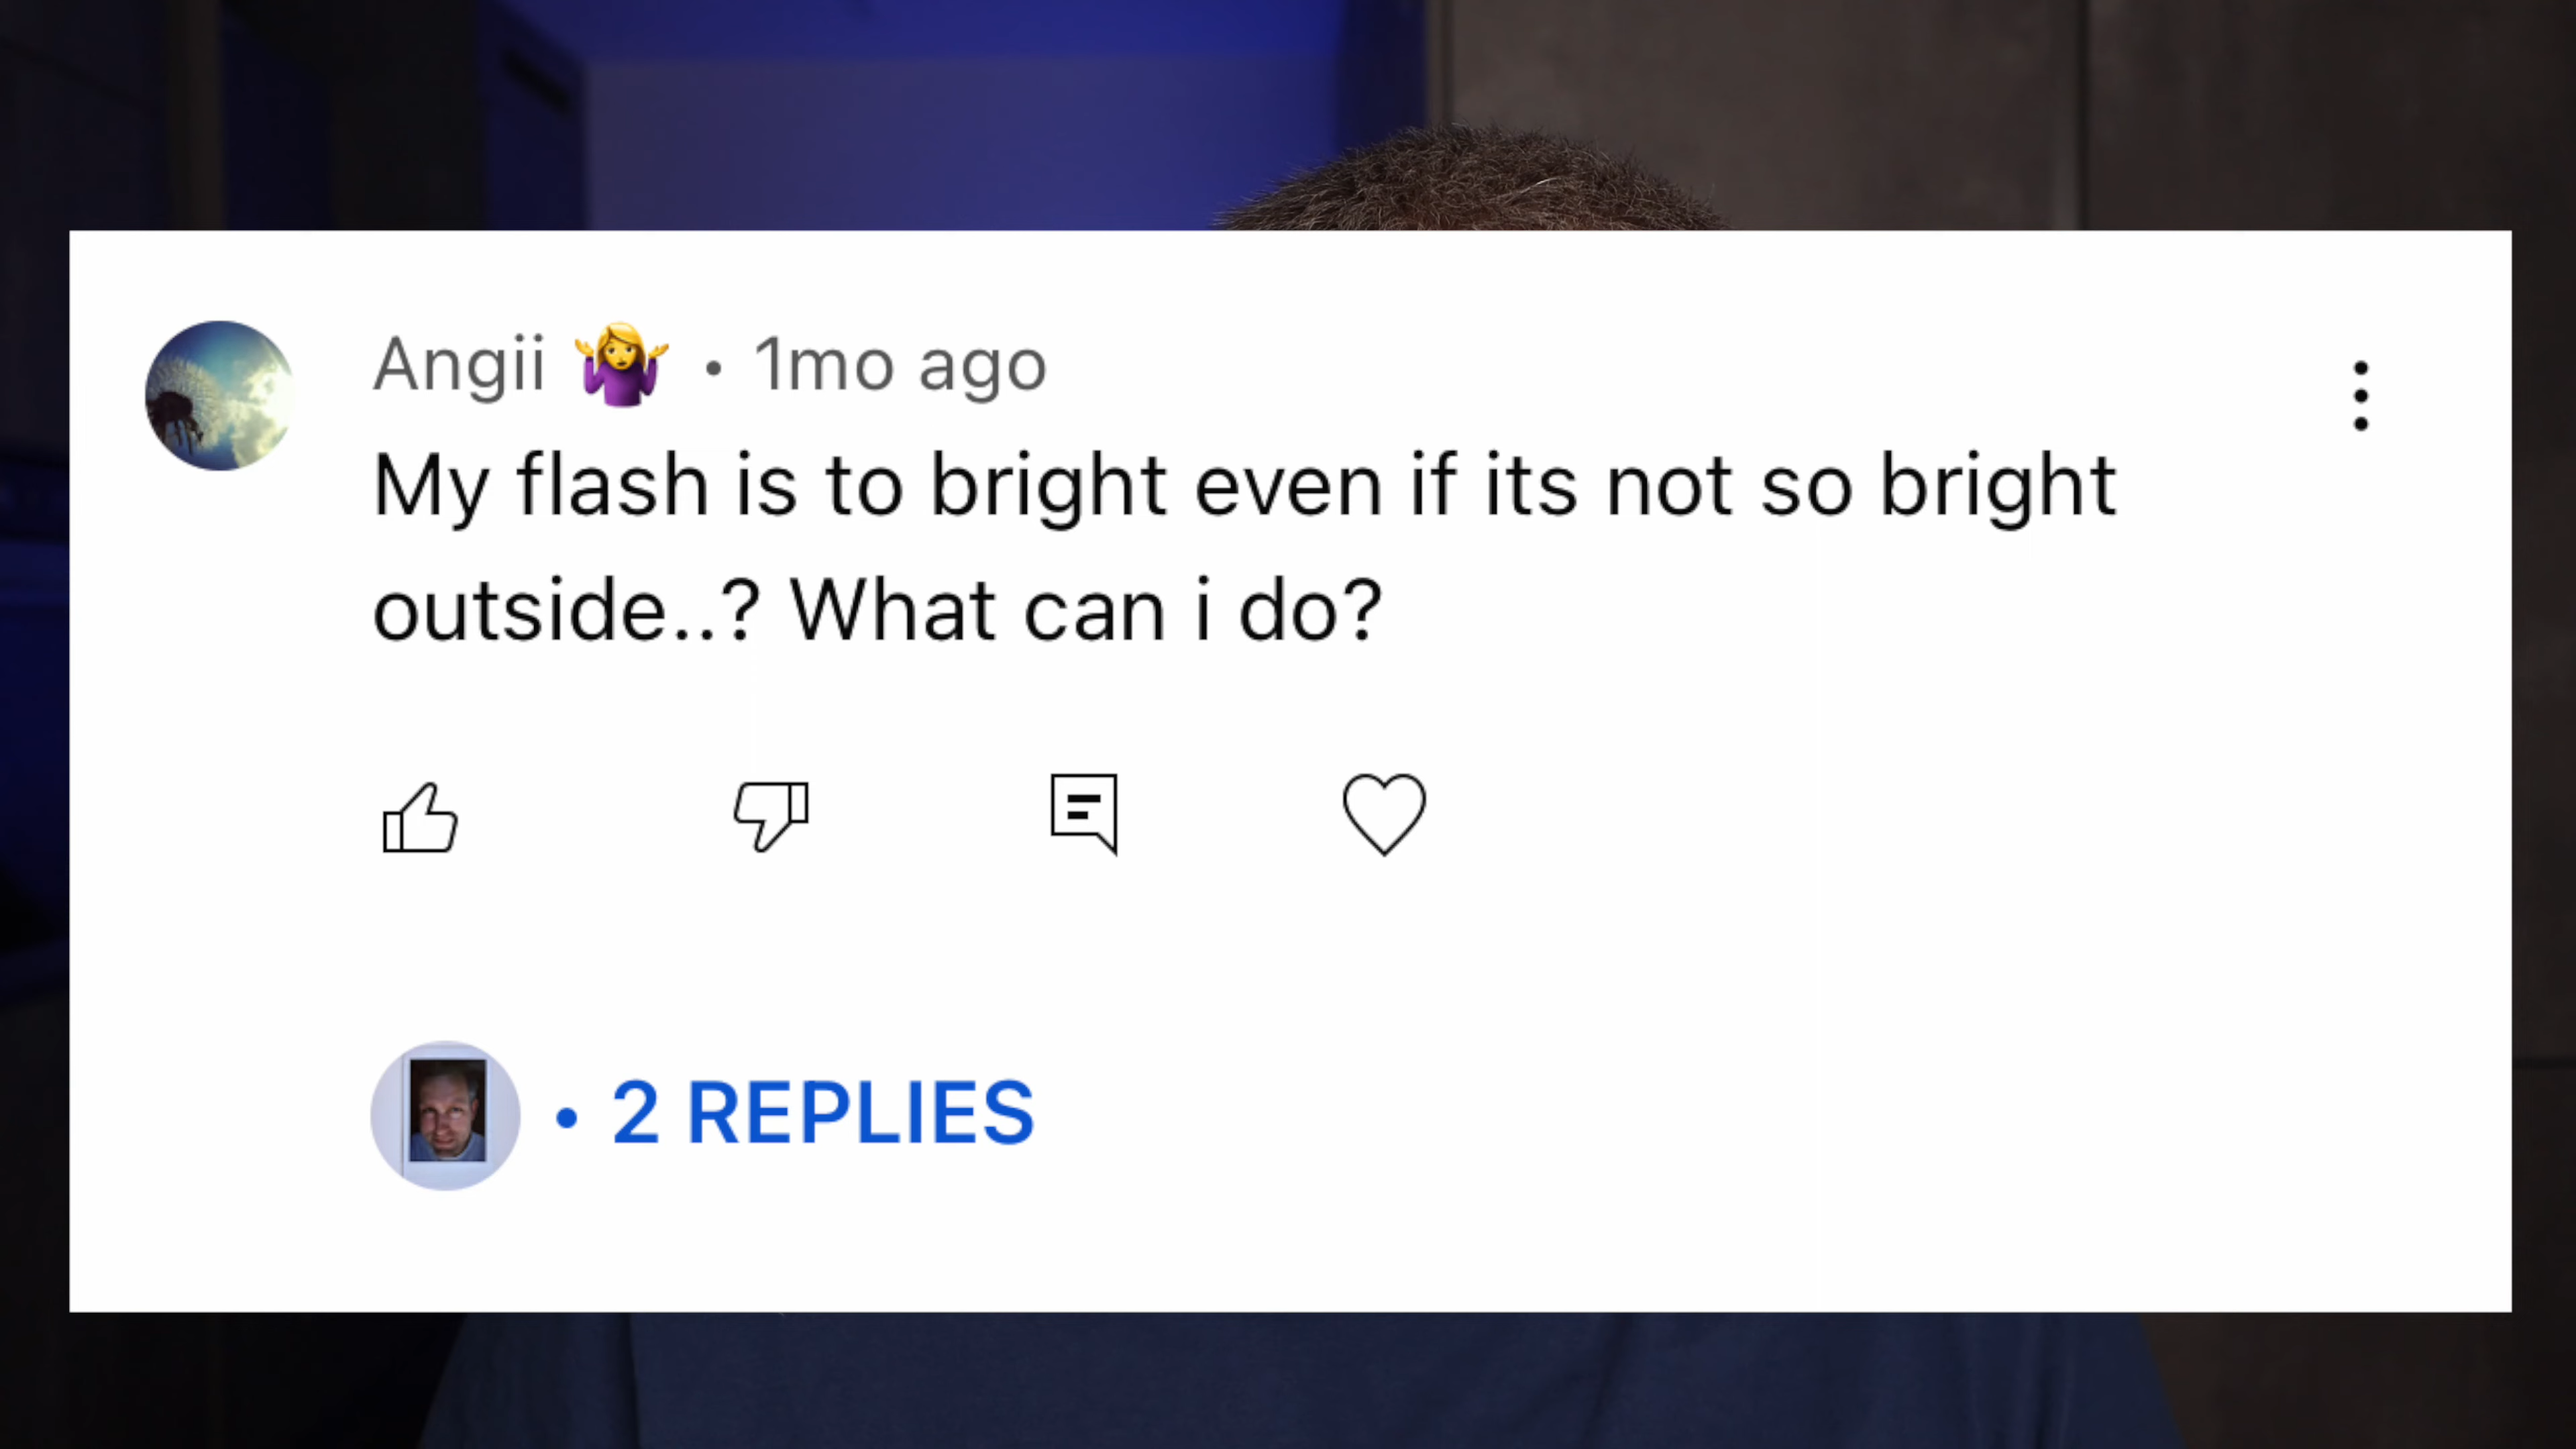 Angii 🤷‍♀️ • 1mo ago
My flash is to bright even if its not so bright
outside..? What can i do?
• 2 REPLIES